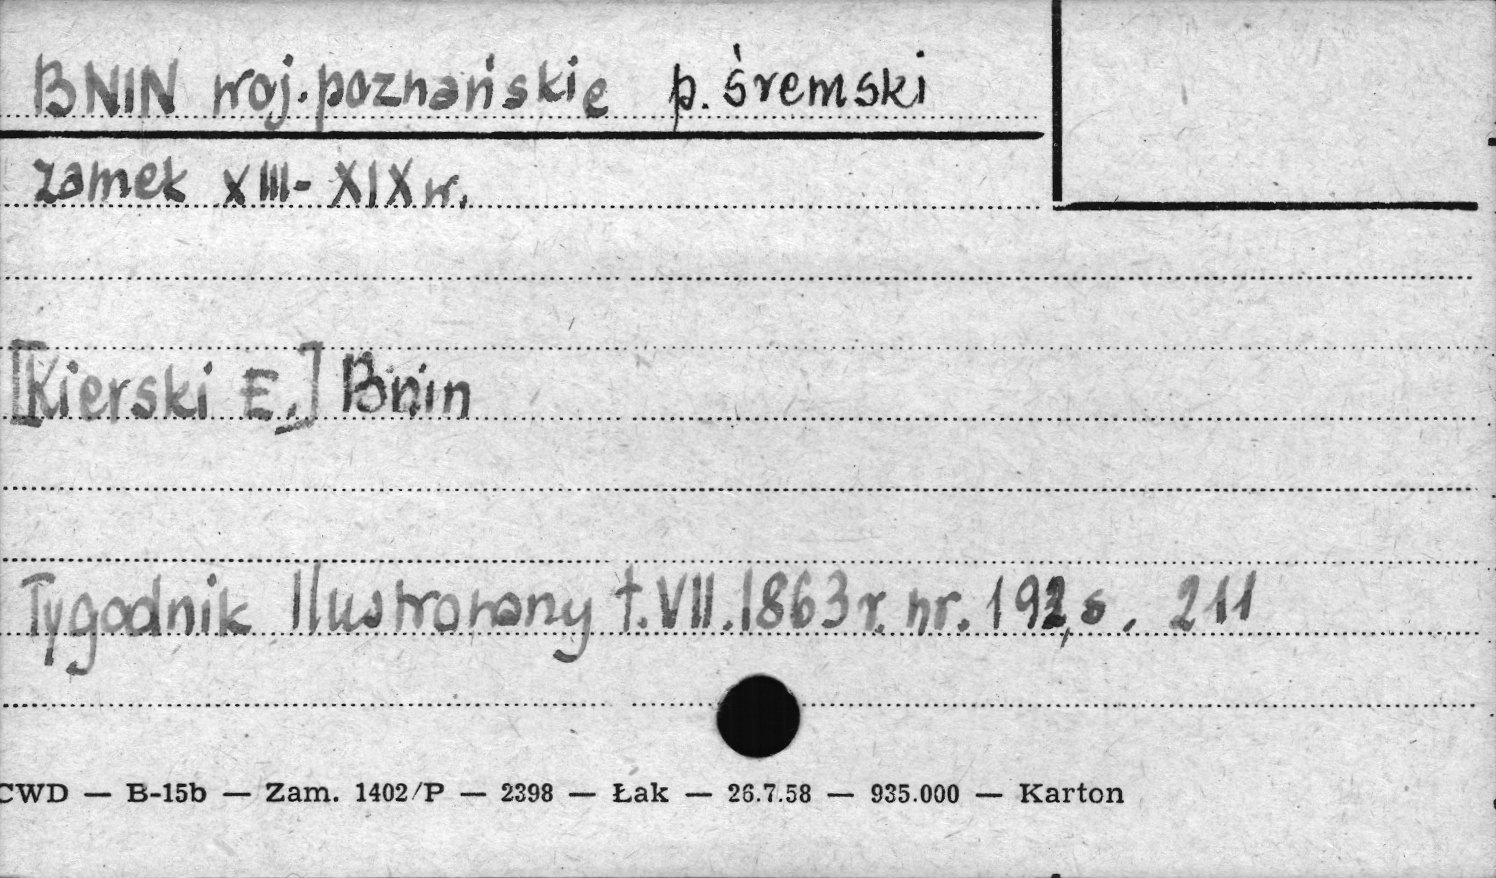 BNIN woj. poznańskie p. śremski
zamek XIII-XIX w.
[Kierski E.] Bnin
Tygodnik Ilustrowany t. VII. 1863 r. nr. 192, s. 211
CWD — B-15b — Zam. 1402/P — 2398 — Łak — 26.7.58 — 935.000 — Karton